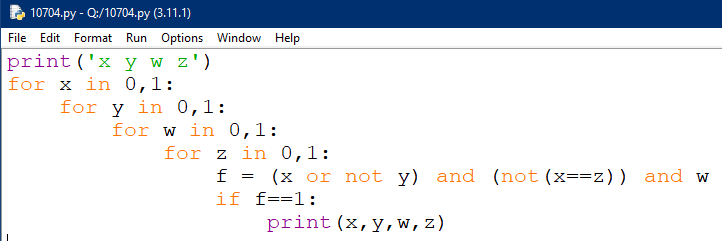 10704.py - Q:/10704.py (3.11.1)
File Edit Format Run Options Window Help
print('x y w z')
for x in 0,1:
    for y in 0,1:
        for w in 0,1:
            for z in 0,1:
                f = (x or not y) and (not(x==z)) and w
                if f==1:
                    print(x,y,w,z)